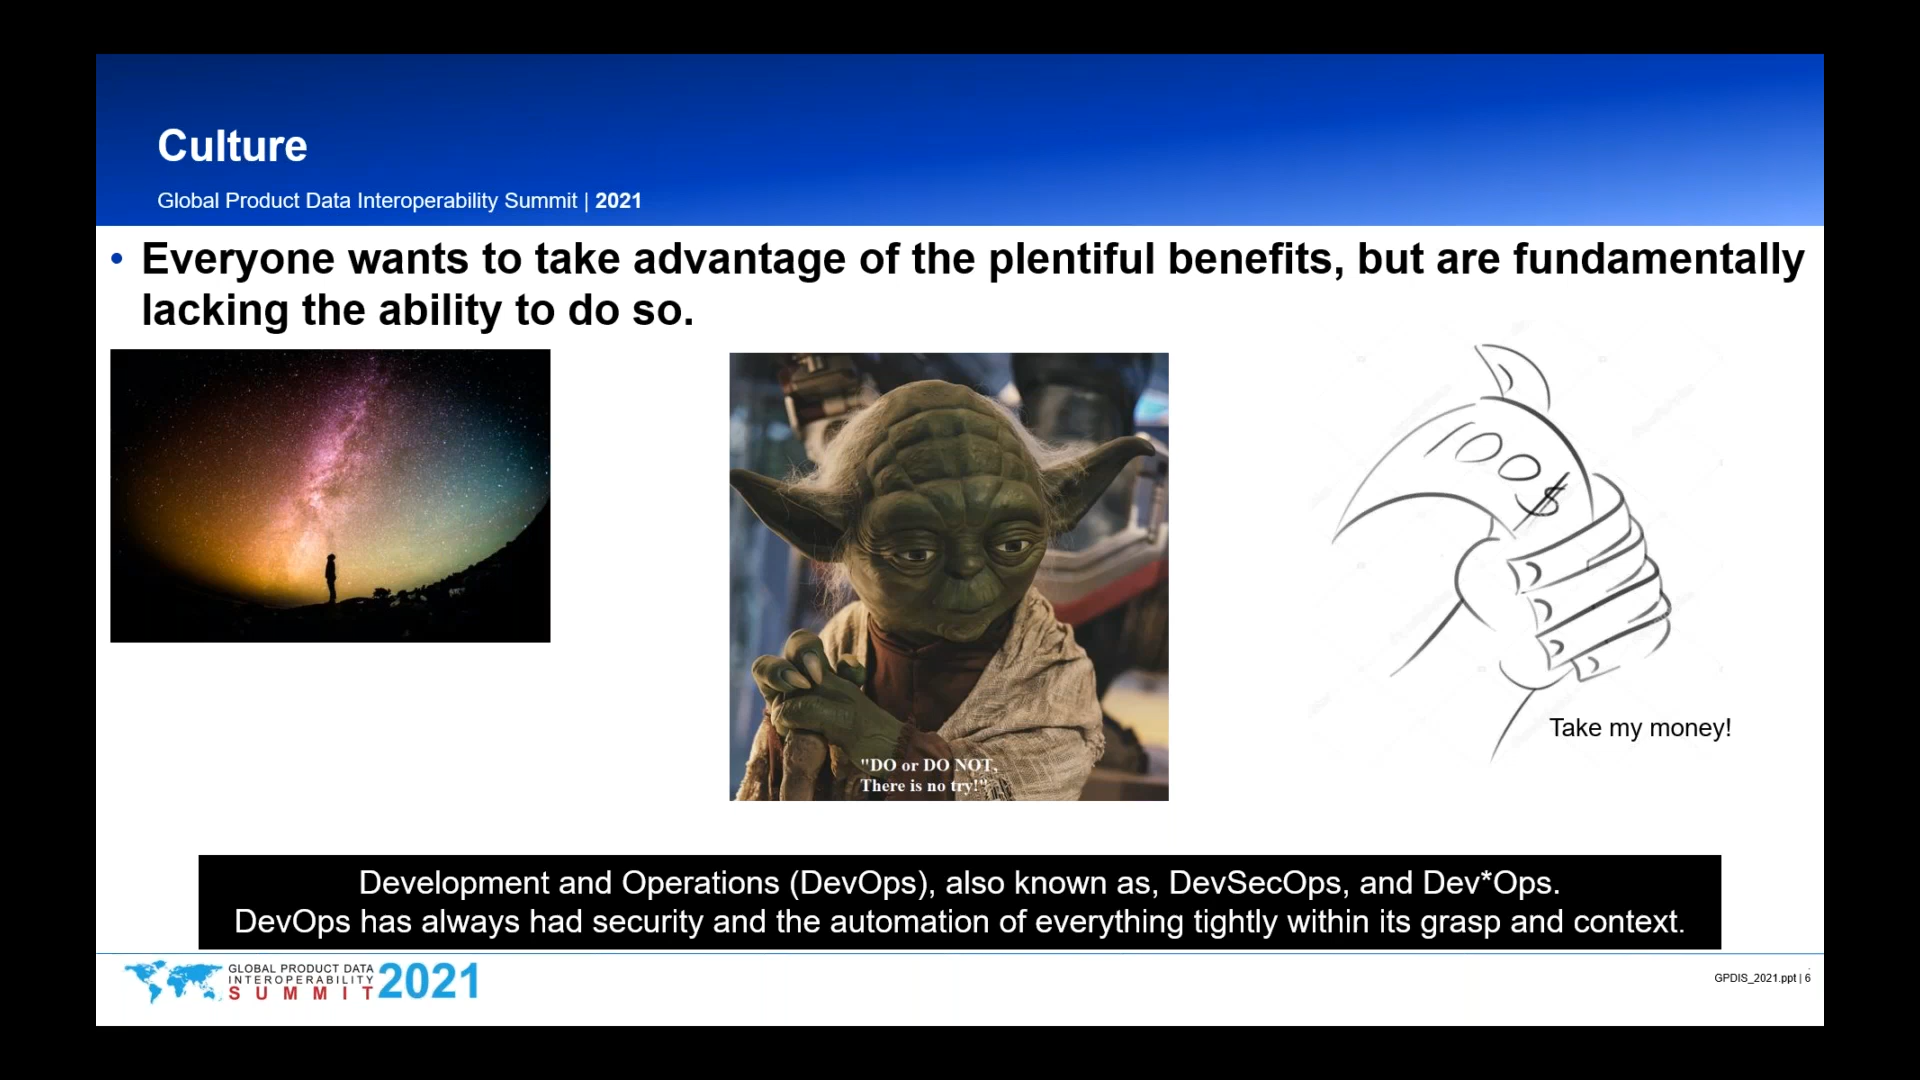 Culture
Global Product Data Interoperability Summit | 2021
• Everyone wants to take advantage of the plentiful benefits, but are fundamentally
lacking the ability to do so.
100$
"DO or DO NOT,
There is no try!"
Take my money!
Development and Operations (DevOps), also known as, DevSecOps, and Dev*Ops.
DevOps has always had security and the automation of everything tightly within its grasp and context.
GLOBAL PRODUCT DATA
INTEROPERABILITY
SUMMIT 2021
GPDIS_2021.ppt | 6